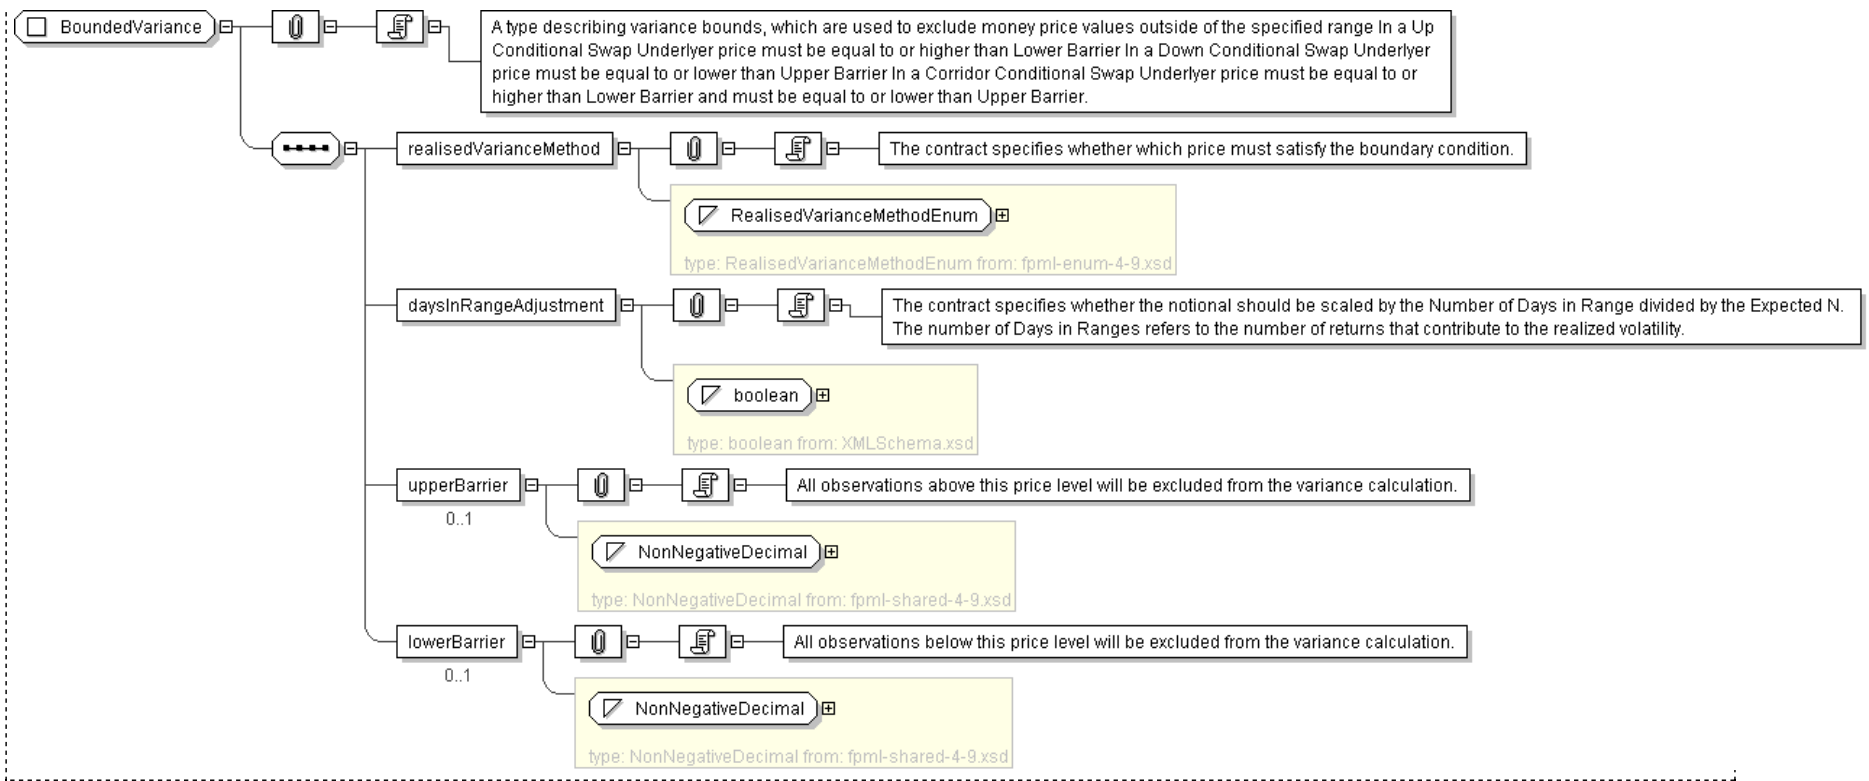 BoundedVariance
A type describing variance bounds, which are used to exclude money price values outside of the specified range In a Up
Conditional Swap Underlyer price must be equal to or higher than Lower Barrier In a Down Conditional Swap Underlyer
price must be equal to or lower than Upper Barrier In a Corridor Conditional Swap Underlyer price must be equal to or
higher than Lower Barrier and must be equal to or lower than Upper Barrier.
realisedVarianceMethod
The contract specifies whether which price must satisfy the boundary condition.
RealisedVarianceMethodEnum
type: RealisedVarianceMethodEnum from: fpml-enum-4-9.xsd
daysInRangeAdjustment
The contract specifies whether the notional should be scaled by the Number of Days in Range divided by the Expected N.
The number of Days in Ranges refers to the number of returns that contribute to the realized volatility.
boolean
type: boolean from: XMLSchema.xsd
upperBarrier
All observations above this price level will be excluded from the variance calculation.
0..1
NonNegativeDecimal
type: NonNegativeDecimal from: fpml-shared-4-9.xsd
lowerBarrier
All observations below this price level will be excluded from the variance calculation.
0..1
NonNegativeDecimal
type: NonNegativeDecimal from: fpml-shared-4-9.xsd